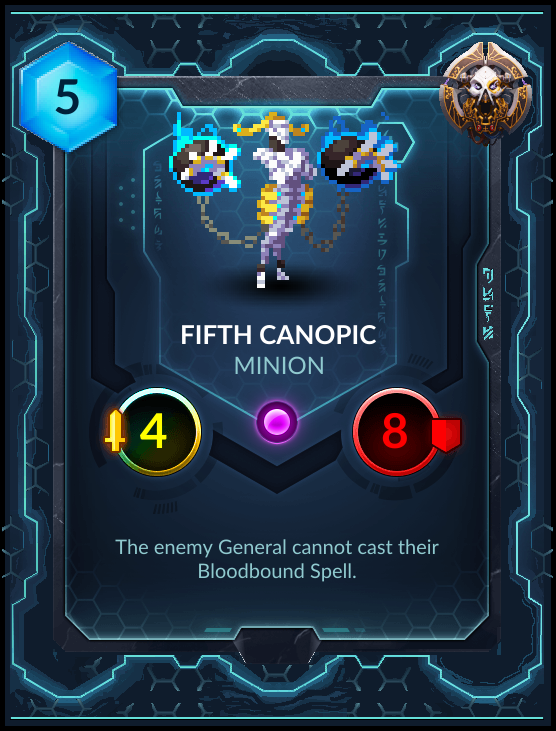 5
FIFTH CANOPIC
MINION
4
8
The enemy General cannot cast their
Bloodbound Spell.